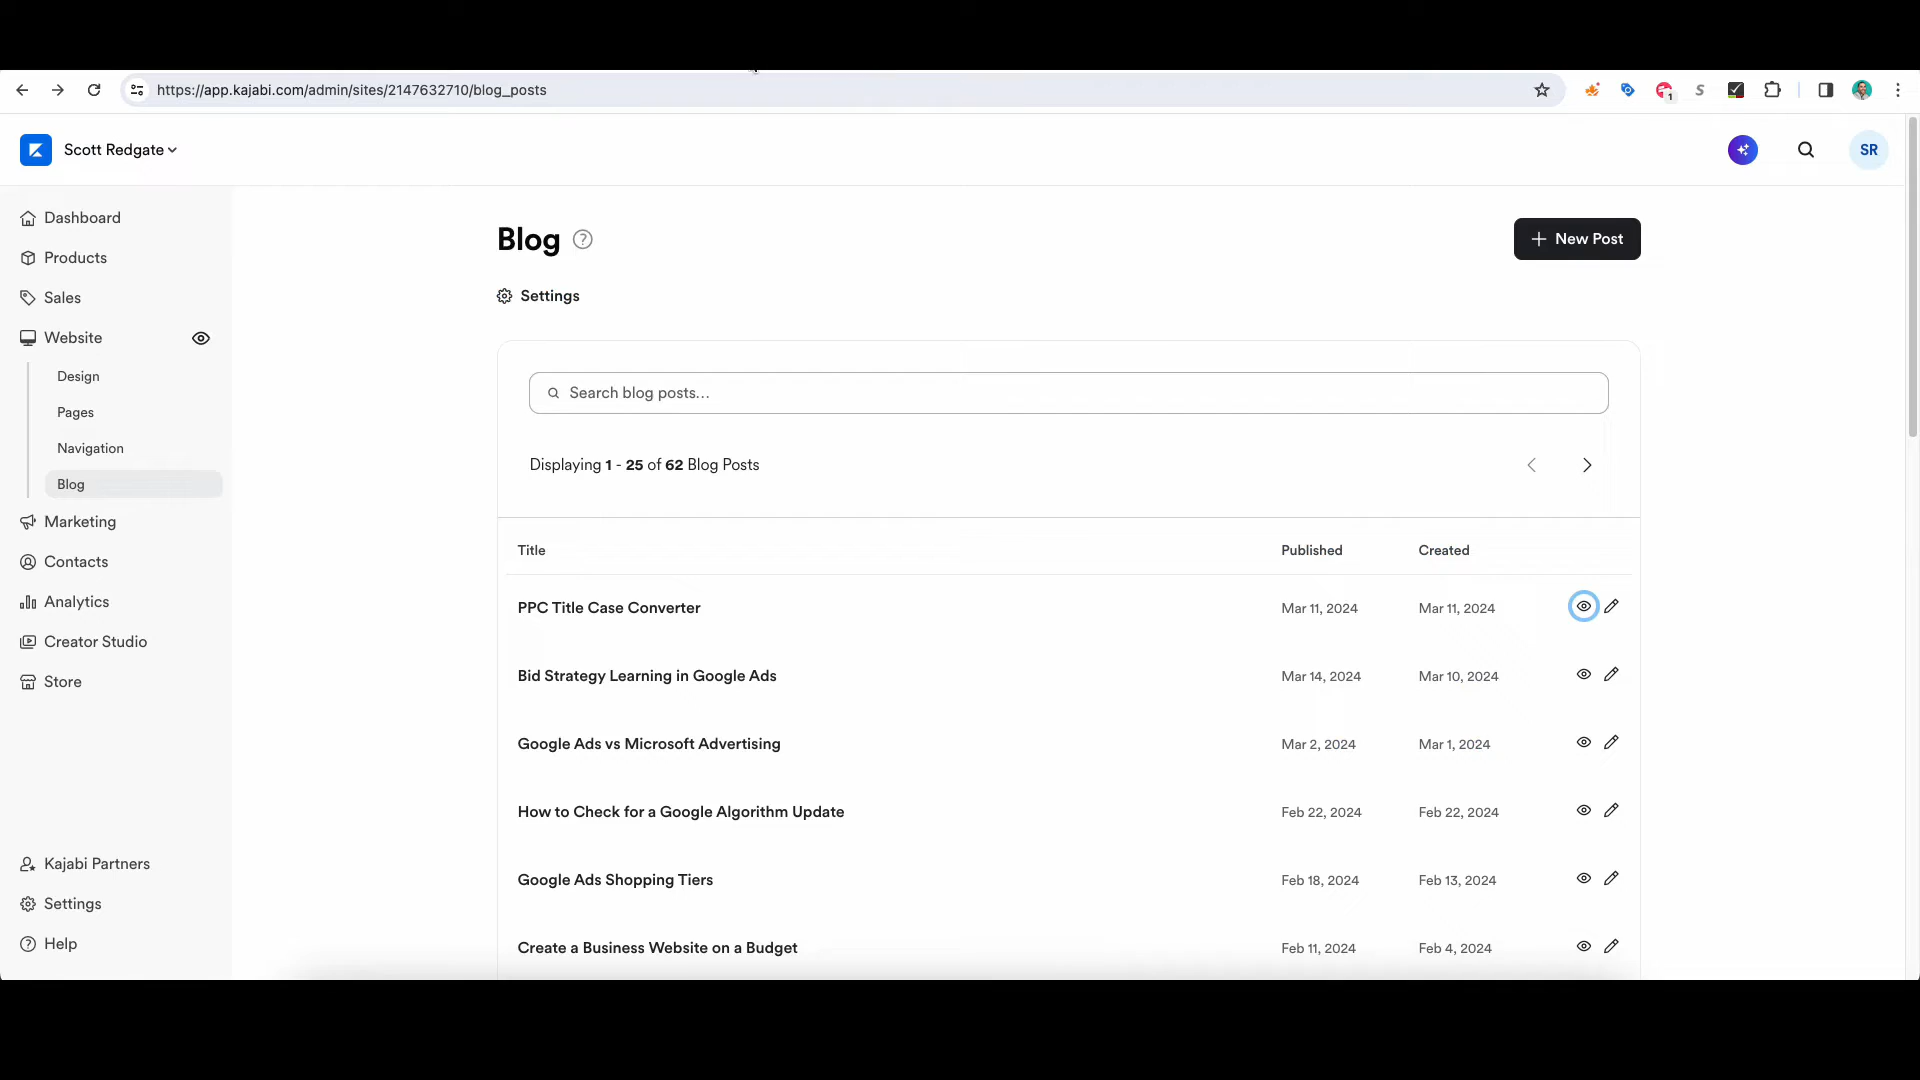 https://app.kajabi.com/admin/sites/2147632710/blog_posts
S
1
Scott Redgate
SR
Dashboard
Products
Sales
Website
Design
Pages
Navigation
Blog
Marketing
Contacts
Analytics
Creator Studio
Store
Kajabi Partners
Settings
Help
Blog ?
+ New Post
Settings
Search blog posts...
Displaying 1 - 25 of 62 Blog Posts
Title Published Created
PPC Title Case Converter Mar 11, 2024 Mar 11, 2024
Bid Strategy Learning in Google Ads Mar 14, 2024 Mar 10, 2024
Google Ads vs Microsoft Advertising Mar 2, 2024 Mar 1, 2024
How to Check for a Google Algorithm Update Feb 22, 2024 Feb 22, 2024
Google Ads Shopping Tiers Feb 18, 2024 Feb 13, 2024
Create a Business Website on a Budget Feb 11, 2024 Feb 4, 2024